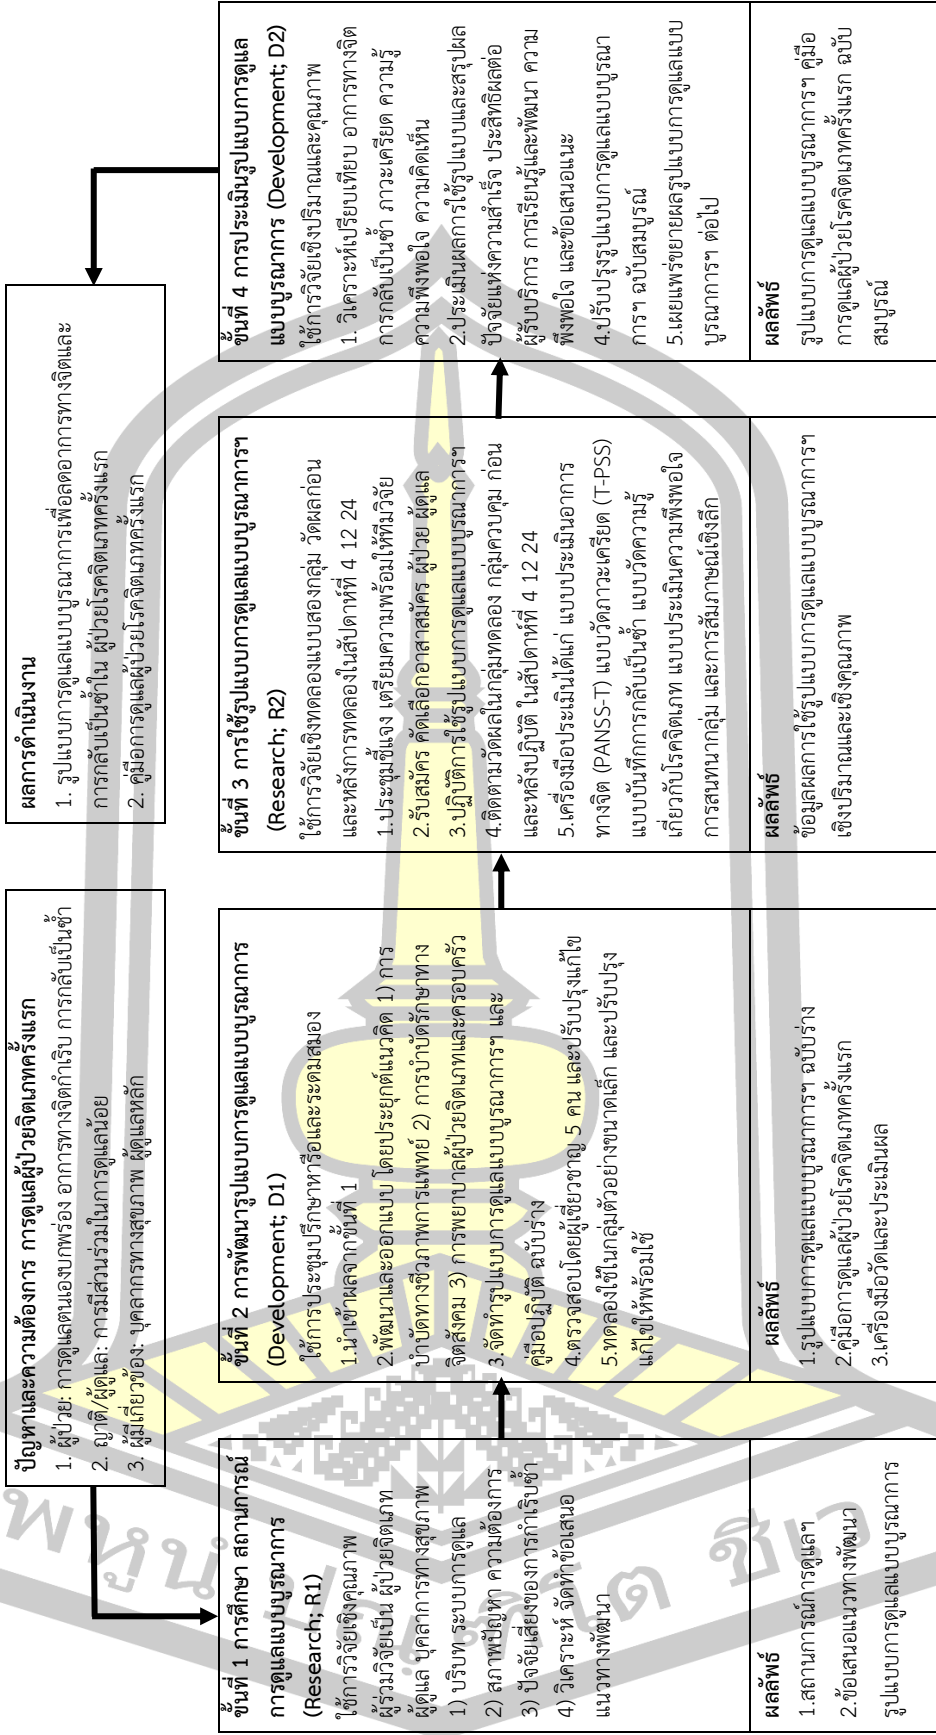 ปัญหาและความต้องการ การดูแลผู้ป่วยจิตเภทครั้งแรก
1. ผู้ป่วย: การดูแลตนเองบกพร่อง อาการทางจิตกำเริบ การกลับเป็นซ้ำ
2. ญาติ/ผู้ดูแล: การมีส่วนร่วมในการดูแลน้อย
3. ผู้มีเกี่ยวข้อง: บุคลากรทางสุขภาพ ผู้ดูแลหลัก
ผลการดำเนินงาน
1. รูปแบบการดูแลแบบบูรณาการเพื่อลดอาการทางจิตและ
การกลับเป็นซ้ำใน ผู้ป่วยโรคจิตเภทครั้งแรก
2. คู่มือการดูแลผู้ป่วยโรคจิตเภทครั้งแรก
ขั้นที่ 1 การศึกษา สถานการณ์
การดูแลแบบบูรณาการ
(Research; R1)
ใช้การวิจัยเชิงคุณภาพ
ผู้ร่วมวิจัยเป็น ผู้ป่วยจิตเภท
ผู้ดูแล บุคลาการทางสุขภาพ
1) บริบท ระบบการดูแล
2) สภาพปัญหา ความต้องการ
3) ปัจจัยเสี่ยงของการกำเริบซ้ำ
4) วิเคราะห์ จัดทำข้อเสนอ
แนวทางพัฒนา
ผลลัพธ์
1.สถานการณ์การดูแลฯ
2.ข้อเสนอแนวทางพัฒนา
รูปแบบการดูแลแบบบูรณาการ
ขั้นที่ 2 การพัฒนารูปแบบการดูแลแบบบูรณาการ
(Development; D1)
ใช้การประชุมปรึกษาหารือและระดมสมอง
1.นำเข้าผลจากขั้นที่ 1
2.พัฒนาและออกแบบ โดยประยุกต์แนวคิด 1) การ
บำบัดทางชีวภาพการแพทย์ 2) การบำบัดรักษาทาง
จิตสังคม 3) การพยาบาลผู้ป่วยจิตเภทและครอบครัว
3.จัดทำรูปแบบการดูแลแบบบูรณาการฯ และ
คู่มือปฏิบัติ ฉบับร่าง
4.ตรวจสอบโดยผู้เชี่ยวชาญ 5 คน และปรับปรุงแก้ไข
5.ทดลองใช้ในกลุ่มตัวอย่างขนาดเล็ก และปรับปรุง
แก้ไขให้พร้อมใช้
ผลลัพธ์
1.รูปแบบการดูแลแบบบูรณาการฯ ฉบับร่าง
2.คู่มือการดูแลผู้ป่วยโรคจิตเภทครั้งแรก
3.เครื่องมือวัดและประเมินผล
ขั้นที่ 3 การใช้รูปแบบการดูแลแบบบูรณาการฯ
(Research; R2)
ใช้การวิจัยเชิงทดลองแบบสองกลุ่ม วัดผลก่อน
และหลังการทดลองในสัปดาห์ที่ 4 12 24
1.ประชุมชี้แจง เตรียมความพร้อมให้ทีมวิจัย
2.รับสมัคร คัดเลือกอาสาสมัคร ผู้ป่วย ผู้ดูแล
3.ปฏิบัติการใช้รูปแบบการดูแลแบบบูรณาการฯ
4.ติดตามวัดผลในกลุ่มทดลอง กลุ่มควบคุม ก่อน
และหลังปฏิบัติ ในสัปดาห์ที่ 4 12 24
5.เครื่องมือประเมินได้แก่ แบบประเมินอาการ
ทางจิต (PANSS-T) แบบวัดภาวะเครียด (T-PSS)
แบบบันทึกการกลับเป็นซ้ำ แบบวัดความรู้
เกี่ยวกับโรคจิตเภท แบบประเมินความพึงพอใจ
การสนทนากลุ่ม และการสัมภาษณ์เชิงลึก
ผลลัพธ์
ข้อมูลผลการใช้รูปแบบการดูแลแบบบูรณาการฯ
เชิงปริมาณและเชิงคุณภาพ
ขั้นที่ 4 การประเมินรูปแบบการดูแล
แบบบูรณาการ (Development; D2)
ใช้การวิจัยเชิงปริมาณและคุณภาพ
1. วิเคราะห์เปรียบเทียบ อาการทางจิต
การกลับเป็นซ้ำ ภาวะเครียด ความรู้
ความพึงพอใจ ความคิดเห็น
2.ประเมินผลการใช้รูปแบบและสรุปผล
ปัจจัยแห่งความสำเร็จ ประสิทธิผลต่อ
ผู้รับบริการ การเรียนรู้และพัฒนา ความ
พึงพอใจ และข้อเสนอแนะ
4.ปรับปรุงรูปแบบการดูแลแบบบูรณา
การฯ ฉบับสมบูรณ์
5.เผยแพร่ขยายผลรูปแบบการดูแลแบบ
บูรณาการฯ ต่อไป
ผลลัพธ์
รูปแบบการดูแลแบบบูรณาการฯ คู่มือ
การดูแลผู้ป่วยโรคจิตเภทครั้งแรก ฉบับ
สมบูรณ์